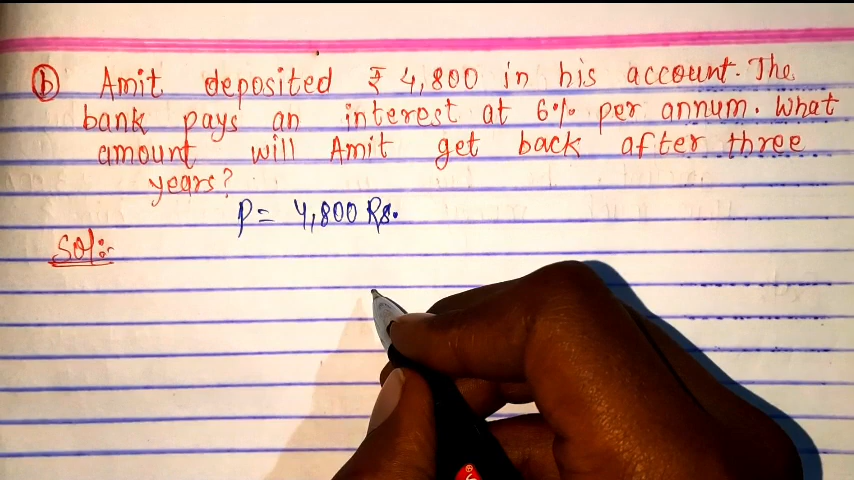 b Amit deposited ₹ 4,800 in his account. The
bank pays an interest at 6% per annum. What
amount will Amit get back after three
years?
P = 4,800 Rs.
Sol:-